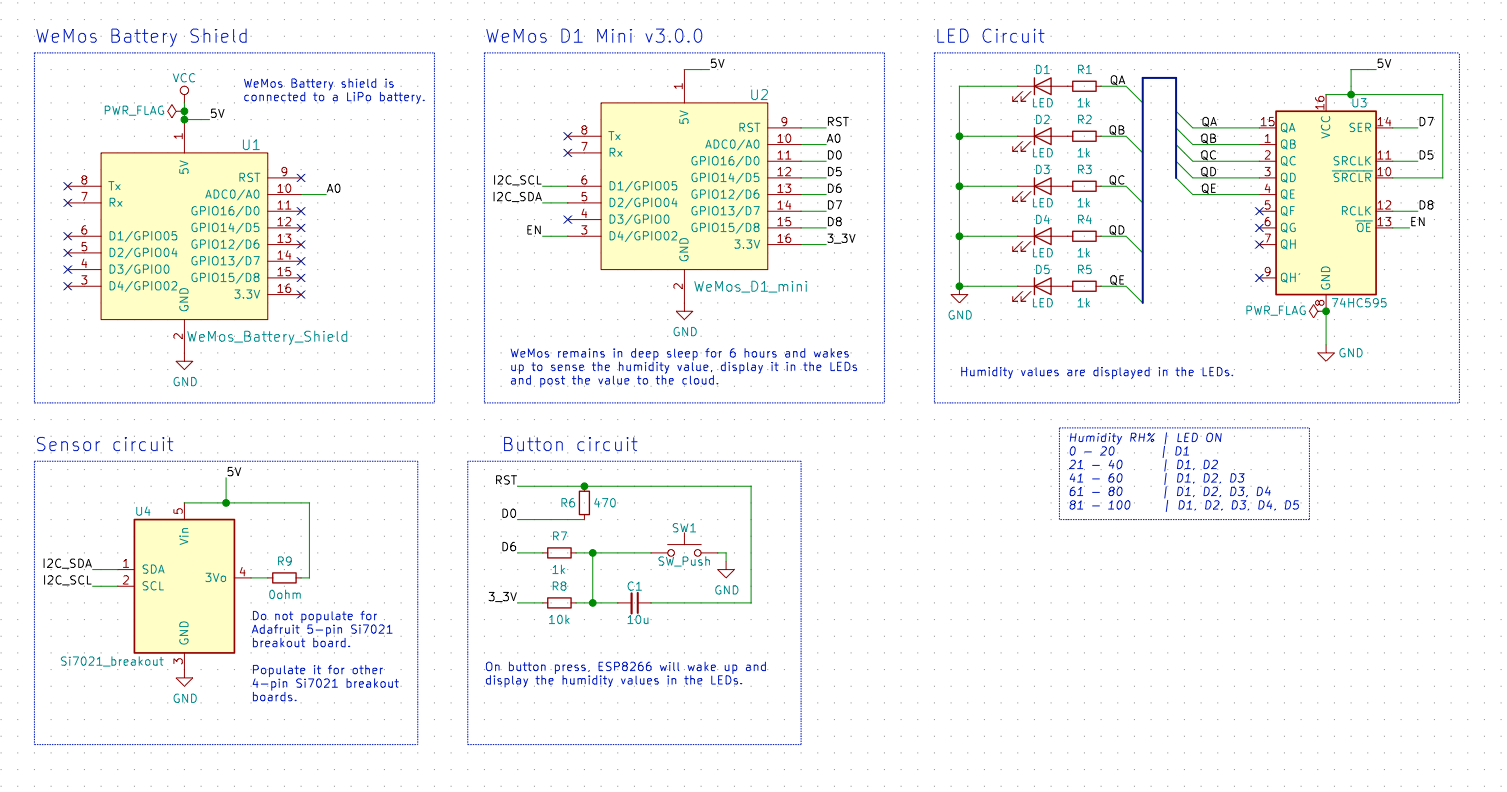 WeMos Battery Shield
VCC
WeMos Battery shield is
connected to a LiPo battery.
PWR_FLAG
5V
1
U1
5V
8 Tx
7 Rx
6 D1/GPIO05
5 D2/GPIO04
4 D3/GPIO0
3 D4/GPIO02
RST 9
ADC0/A0 10 A0
GPIO16/D0 11
GPIO14/D5 12
GPIO12/D6 13
GPIO13/D7 14
GPIO15/D8 15
3.3V 16
GND
2
WeMos_Battery_Shield
GND
WeMos D1 Mini v3.0.0
5V
1
U2
5V
8 Tx
7 Rx
I2C_SCL 6 D1/GPIO05
I2C_SDA 5 D2/GPIO04
4 D3/GPIO0
EN 3 D4/GPIO02
RST 9 RST
ADC0/A0 10 A0
GPIO16/D0 11 D0
GPIO14/D5 12 D5
GPIO12/D6 13 D6
GPIO13/D7 14 D7
GPIO15/D8 15 D8
3.3V 16 3_3V
GND
2
WeMos_D1_mini
GND
WeMos remains in deep sleep for 6 hours and wakes
up to sense the humidity value, display it in the LEDs
and post the value to the cloud.
LED Circuit
D1 R1 QA
LED 1k
D2 R2 QB
LED 1k
D3 R3 QC
LED 1k
D4 R4 QD
LED 1k
D5 R5 QE
LED 1k
GND
5V
16
U3
VCC
QA 15 QA
QB 1 QB
QC 2 QC
QD 3 QD
QE 4 QE
5 QF
6 QG
7 QH
9 QH'
SER 14 D7
SRCLK 11 D5
SRCLR 10
RCLK 12 D8
OE 13 EN
GND
8
74HC595
PWR_FLAG
GND
Humidity values are displayed in the LEDs.
Humidity RH% | LED ON
0 - 20 | D1
21 - 40 | D1, D2
41 - 60 | D1, D2, D3
61 - 80 | D1, D2, D3, D4
81 - 100 | D1, D2, D3, D4, D5
Sensor circuit
5V
U4
5
Vin
I2C_SDA 1 SDA
I2C_SCL 2 SCL
3Vo 4
R9
0ohm
GND
3
Si7021_breakout
GND
Do not populate for
Adafruit 5-pin Si7021
breakout board.
Populate it for other
4-pin Si7021 breakout
boards.
Button circuit
RST
R6 470
D0
D6
R7
1k
SW1
SW_Push
GND
3_3V
R8
10k
C1
10u
On button press, ESP8266 will wake up and
display the humidity values in the LEDs.